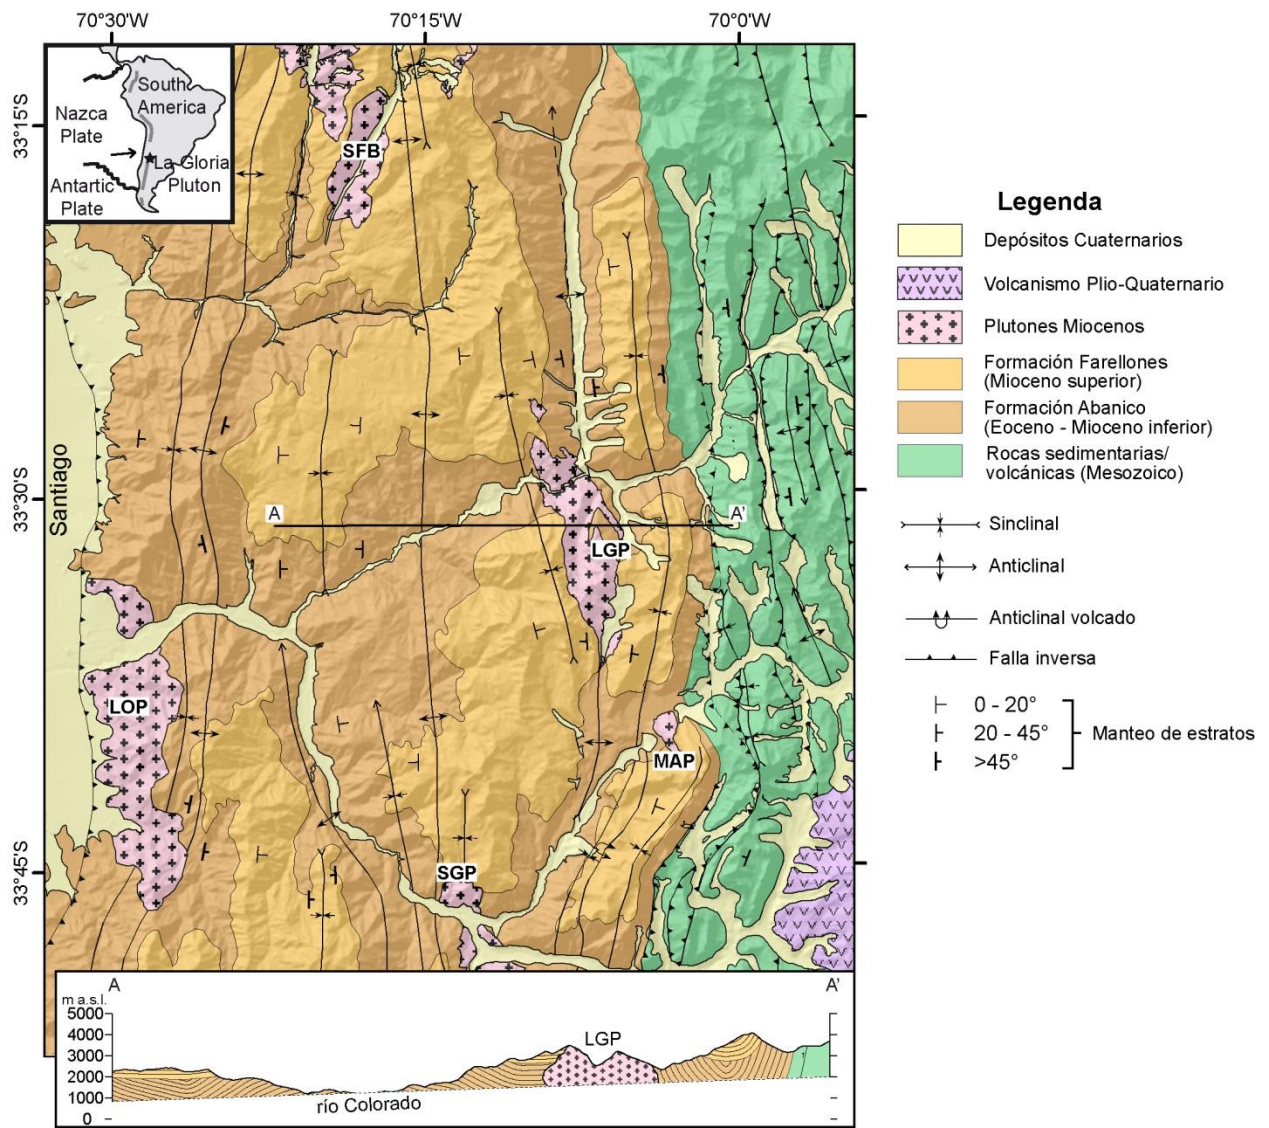 70°30'W
70°15'W
70°0'W
33°15'S
33°30'S
33°45'S
South
America
Nazca
Plate
La Gloria
Pluton
Antartic
Plate
SFB
Santiago
A
A'
LGP
LOP
MAP
SGP
Legenda
Depósitos Cuaternarios
Volcanismo Plio-Quaternario
Plutones Miocenos
Formación Farellones
(Mioceno superior)
Formación Abanico
(Eoceno - Mioceno inferior)
Rocas sedimentarias/
volcánicas (Mesozoico)
Sinclinal
Anticlinal
Anticlinal volcado
Falla inversa
0 - 20°
20 - 45°
>45°
Manteo de estratos
A
A'
m a.s.l.
5000
4000
3000
2000
1000
0
LGP
río Colorado